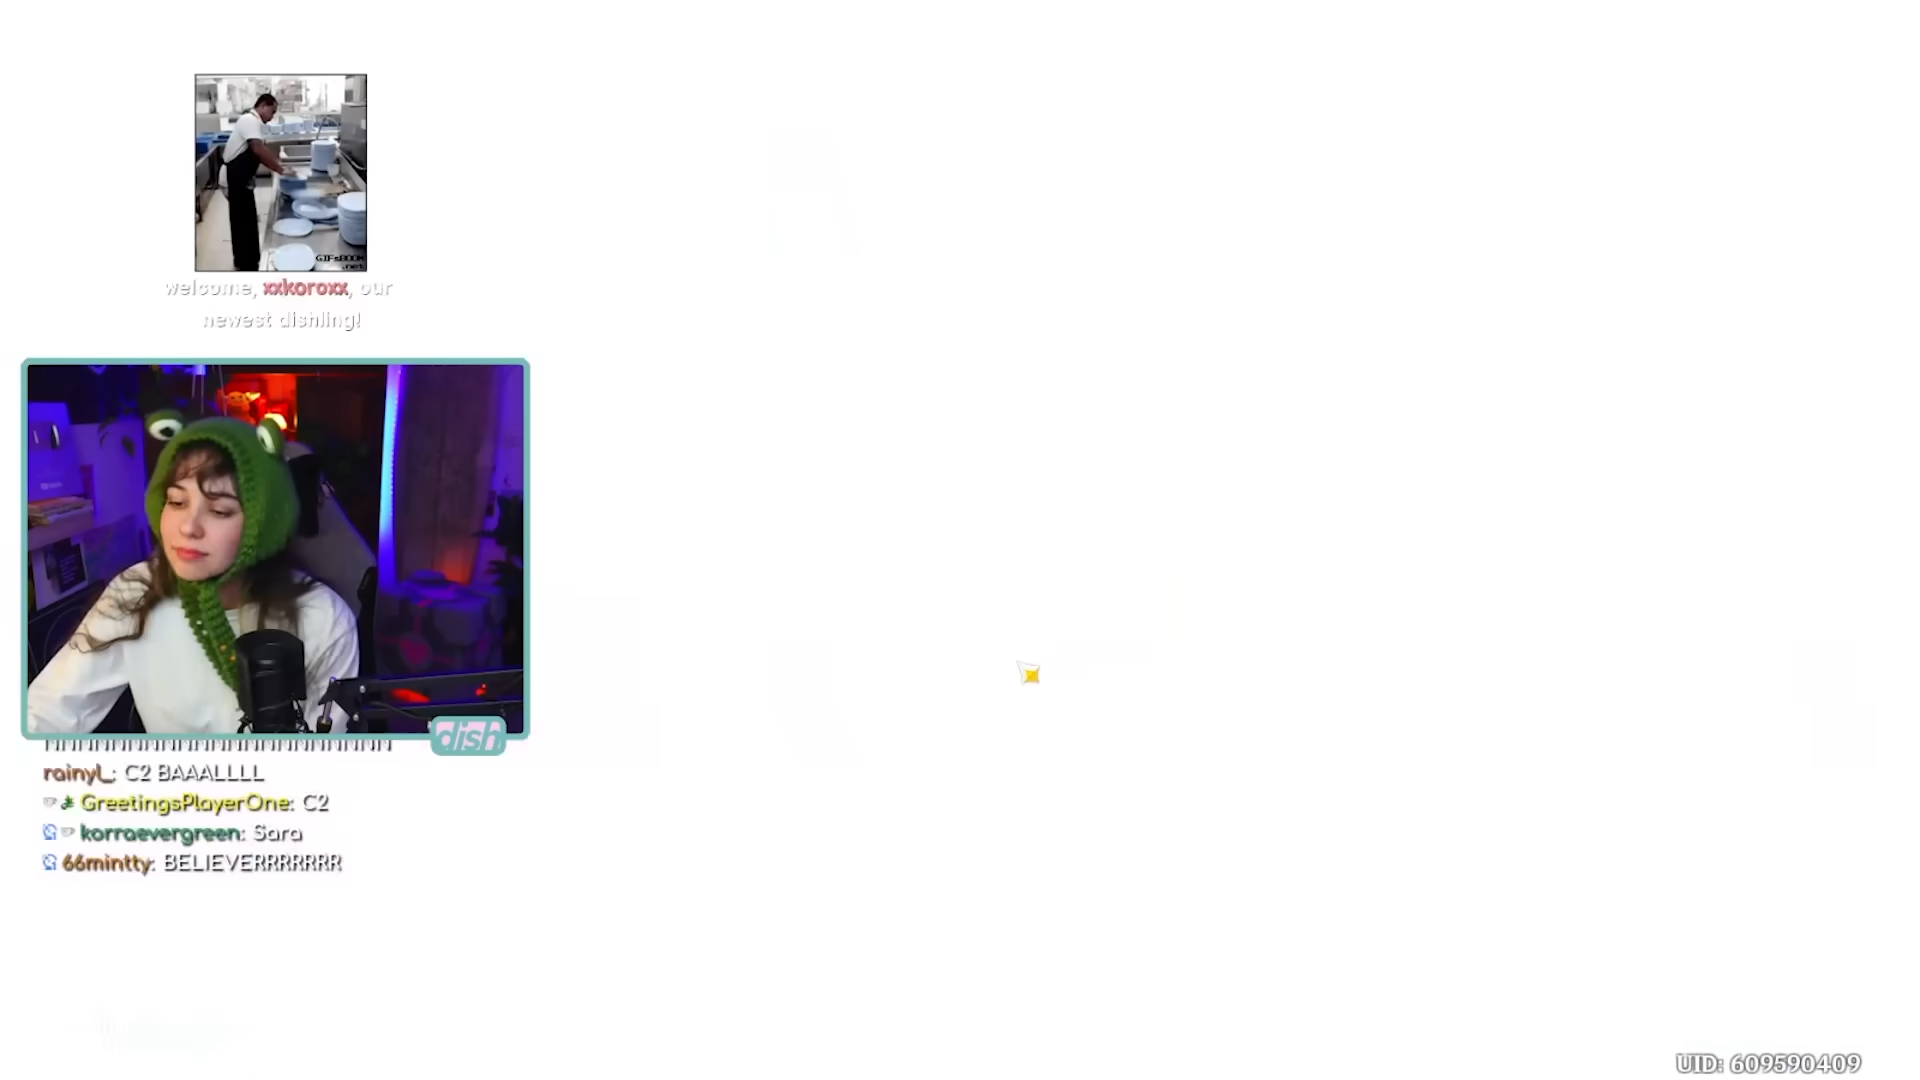 GIFsBOOM
.net
welcome, xxkoroxx, our
newest dishling!
dish
rainyl_: C2 BAAALLLL
GreetingsPlayerOne: C2
korraevergreen: Sara
66mintty: BELIEVERRRRRRR
UID: 609590409